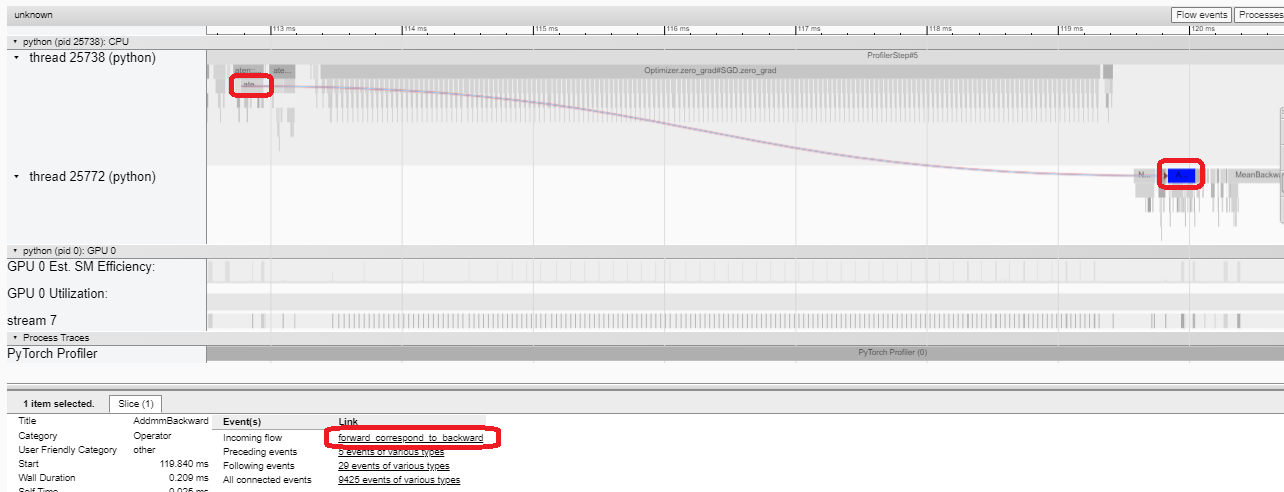 unknown
Flow events Processes
113 ms 114 ms 115 ms 116 ms 117 ms 118 ms 119 ms 120 ms
python (pid 25738): CPU
thread 25738 (python)
ProfilerStep#5
aten::... ate... Optimizer.zero_grad#SGD.zero_grad
ate...
thread 25772 (python)
N... A... MeanBackwa
python (pid 0): GPU 0
GPU 0 Est. SM Efficiency:
GPU 0 Utilization:
stream 7
Process Traces
PyTorch Profiler
PyTorch Profiler (0)
1 item selected. Slice (1)
Title AddmmBackward Event(s) Link
Category Operator Incoming flow forward_correspond_to_backward
User Friendly Category other Preceding events 5 events of various types
Start 119.840 ms Following events 29 events of various types
Wall Duration 0.209 ms All connected events 9425 events of various types
Self Time 0.025 ms